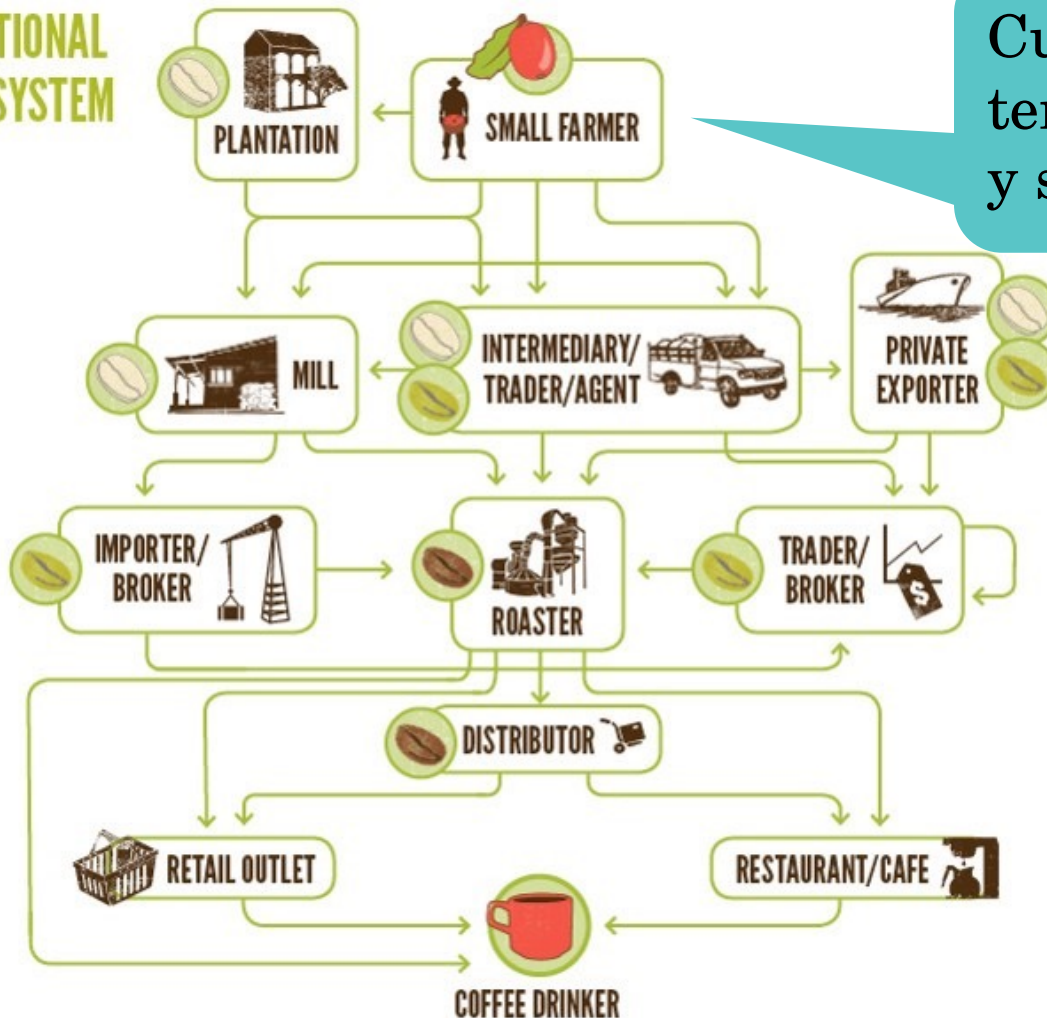 TIONAL
SYSTEM
Cu
ter
y s
PLANTATION
SMALL FARMER
MILL
INTERMEDIARY/
TRADER/AGENT
PRIVATE
EXPORTER
IMPORTER/
BROKER
ROASTER
TRADER/
BROKER
$
DISTRIBUTOR
RETAIL OUTLET
RESTAURANT/CAFE
COFFEE DRINKER